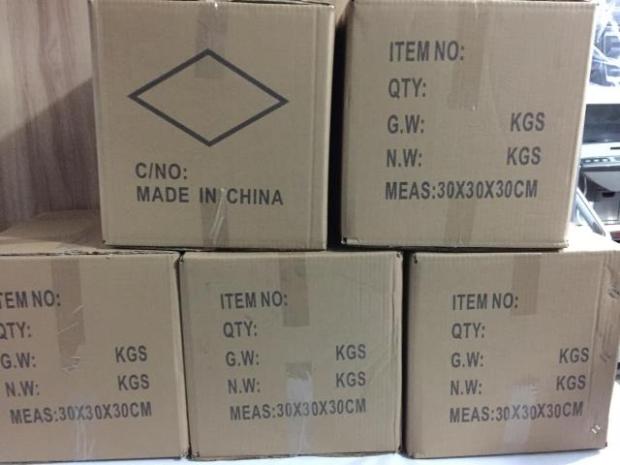 C/NO:
MADE IN CHINA
ITEM NO:
QTY:
G.W: KGS
N.W: KGS
MEAS:30X30X30CM
TEM NO:
QTY:
G.W: KGS
N.W: KGS
MEAS:30X30X30CM
ITEM NO:
QTY:
G.W: KGS
N.W: KGS
MEAS:30X30X30CM
ITEM NO:
QTY:
G.W: KGS
N.W: KGS
MEAS:30X30X30CM